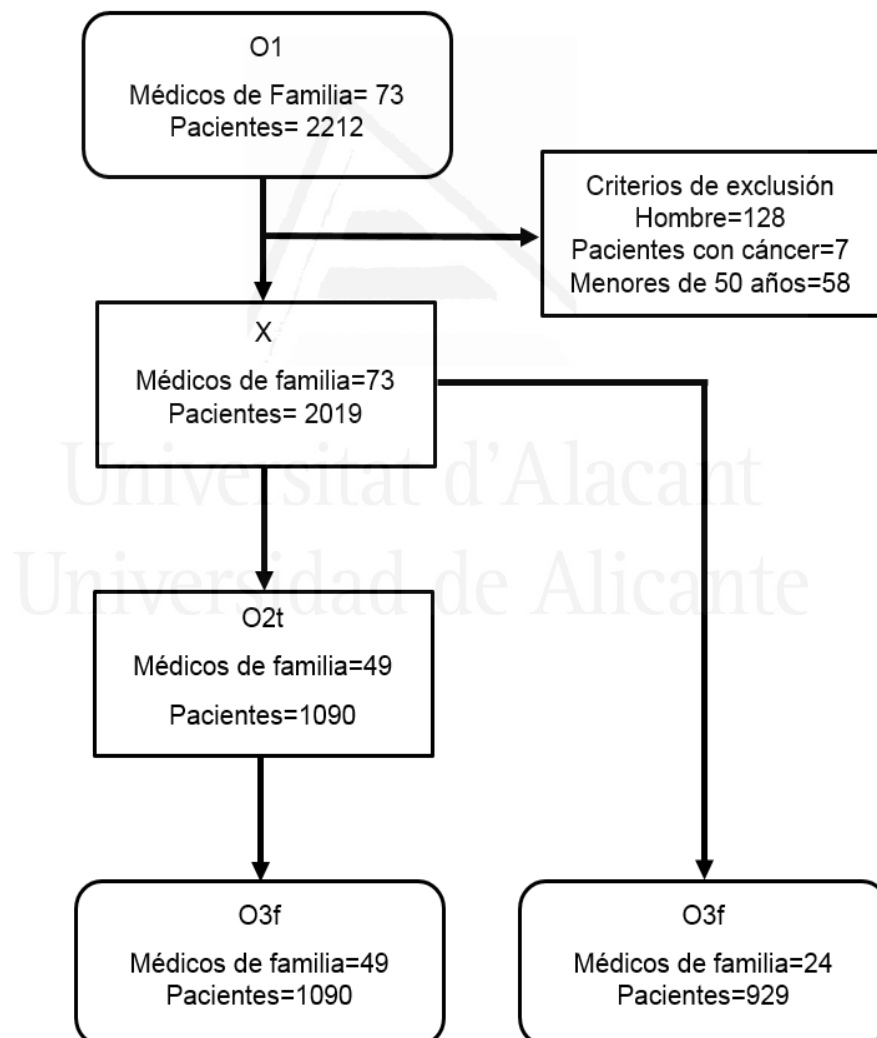 O1
Médicos de Familia= 73
Pacientes= 2212
Criterios de exclusión
Hombre=128
Pacientes con cáncer=7
Menores de 50 años=58
X
Médicos de familia=73
Pacientes= 2019
Universitat d'Alacant
Universidad de Alicante
O2t
Médicos de familia=49
Pacientes=1090
O3f
Médicos de familia=49
Pacientes=1090
O3f
Médicos de familia=24
Pacientes=929